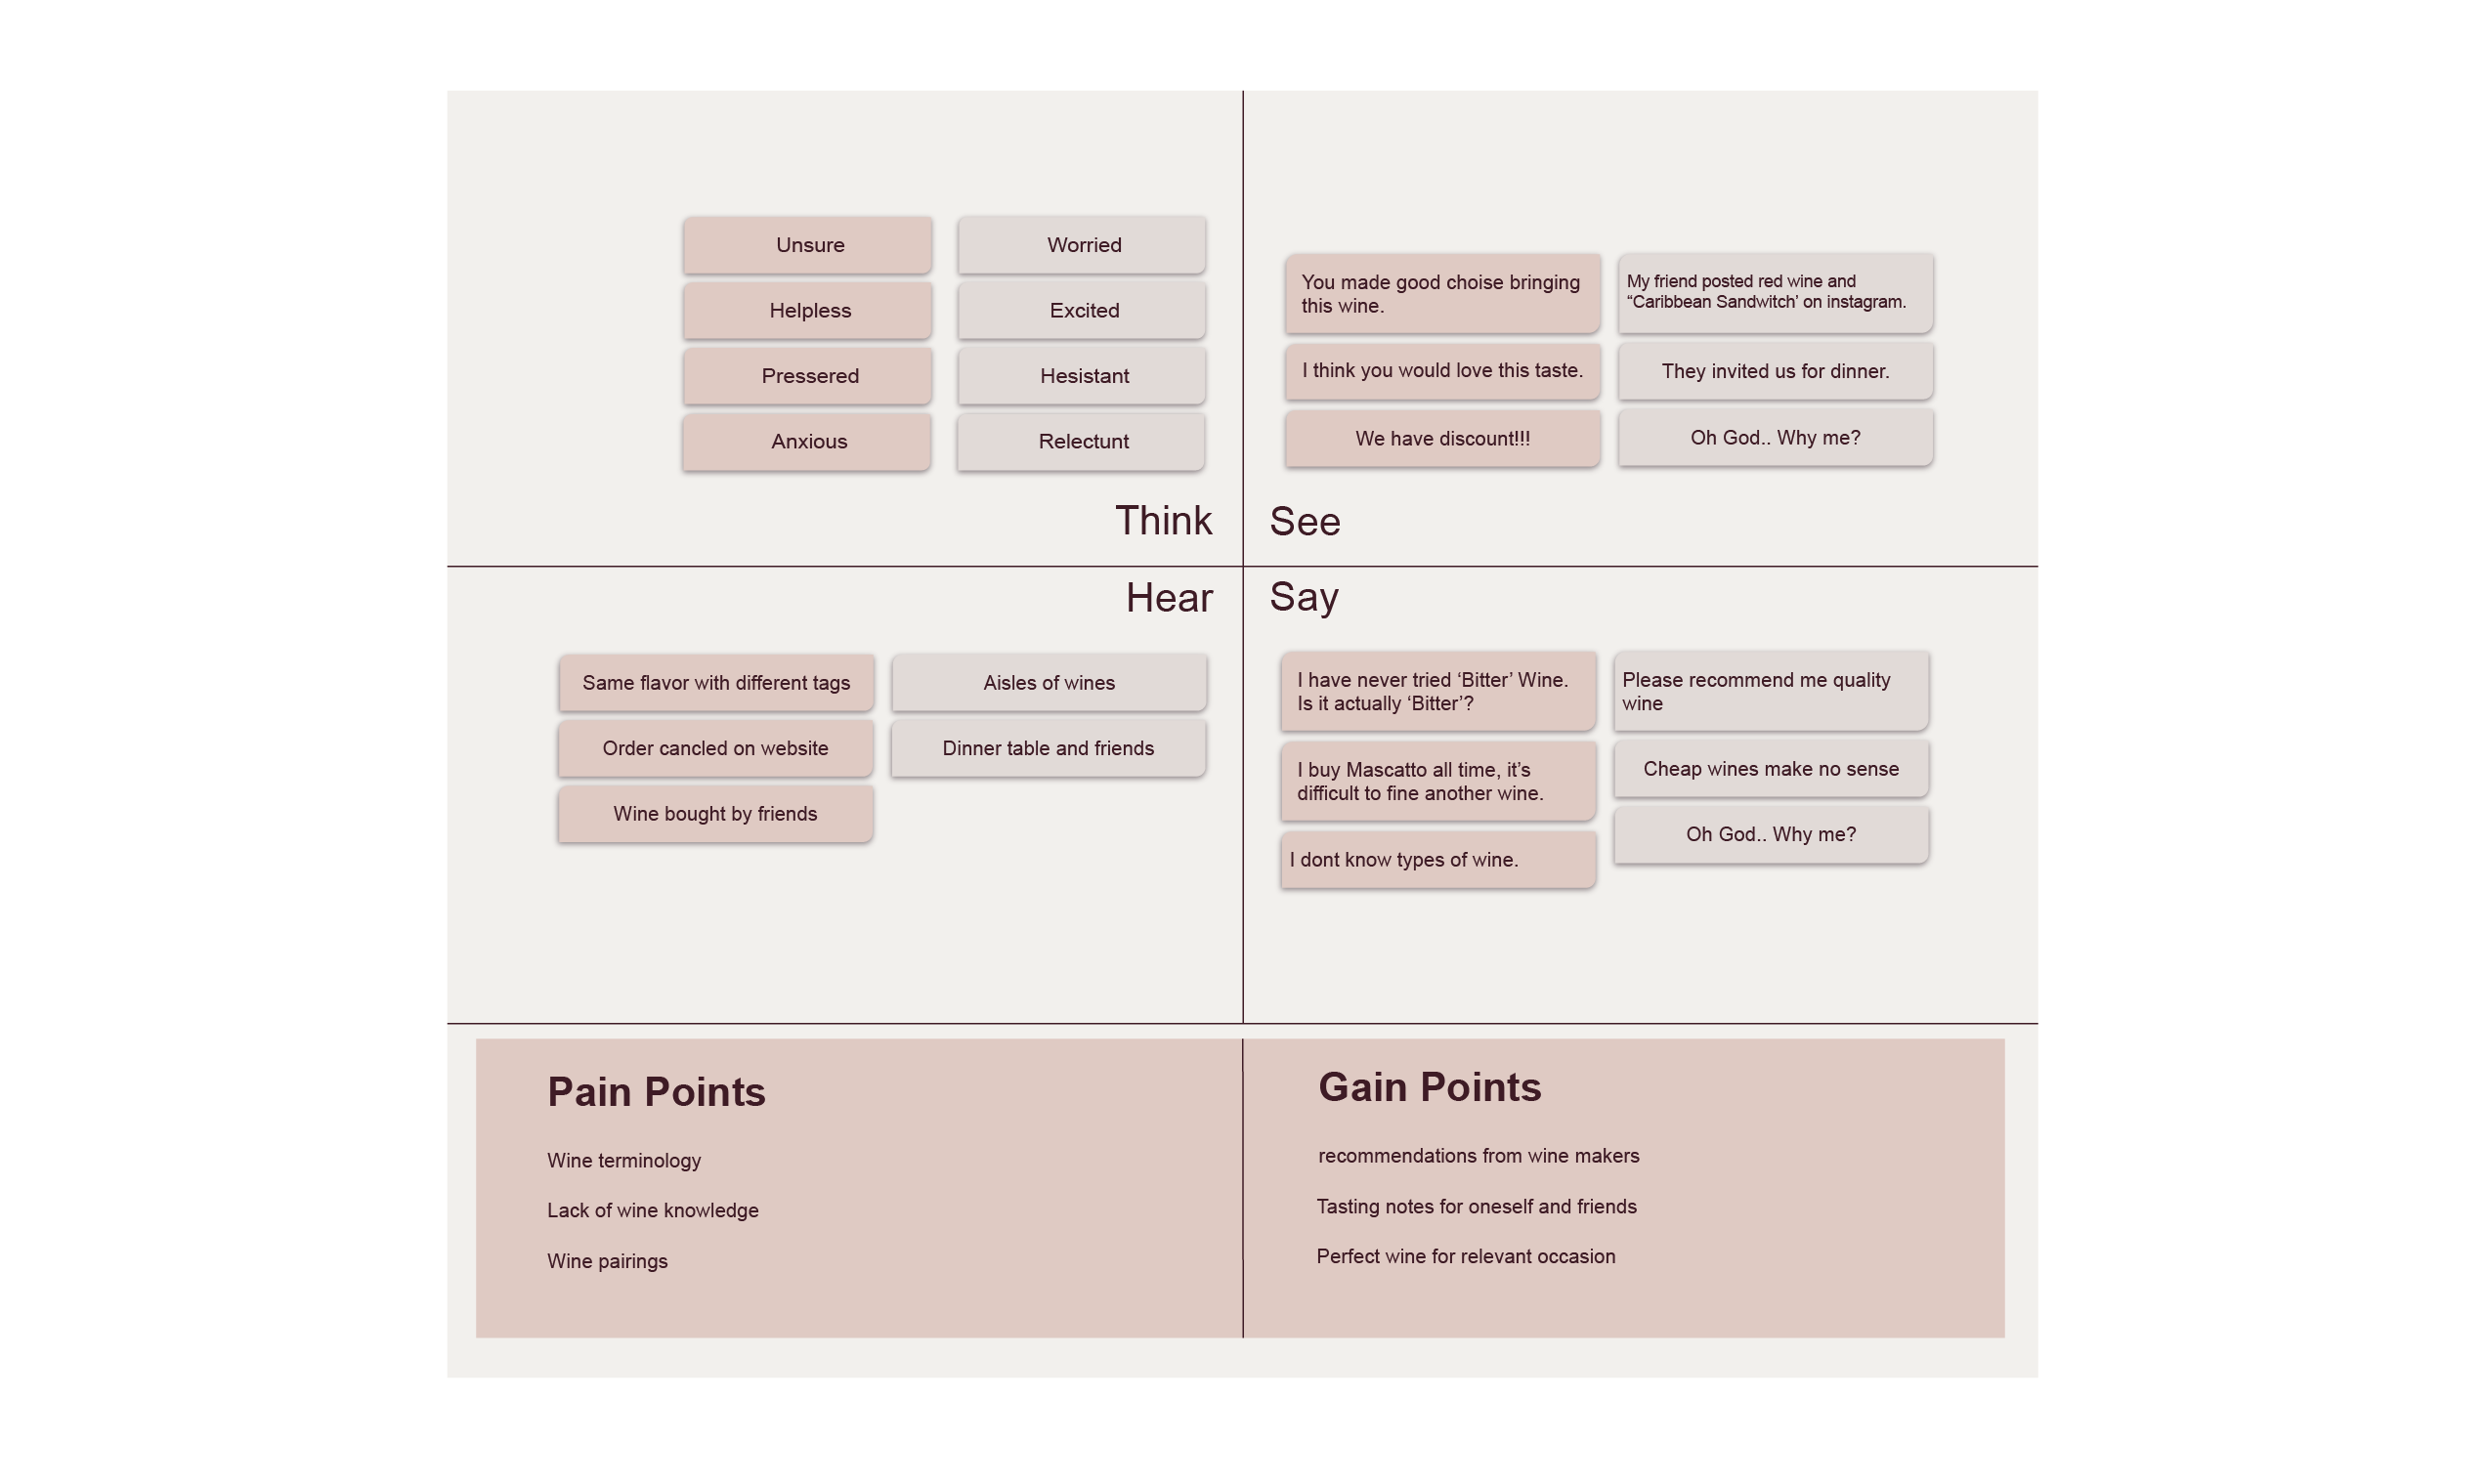 Unsure
Worried
Helpless
Excited
Pressered
Hesistant
Anxious
Relectunt
Think
You made good choise bringing
this wine.
My friend posted red wine and
“Caribbean Sandwitch’ on instagram.
I think you would love this taste.
They invited us for dinner.
We have discount!!!
Oh God.. Why me?
See
Hear
Same flavor with different tags
Aisles of wines
Order cancled on website
Dinner table and friends
Wine bought by friends
Say
I have never tried ‘Bitter’ Wine.
Is it actually ‘Bitter’?
Please recommend me quality
wine
I buy Mascatto all time, it’s
difficult to fine another wine.
Cheap wines make no sense
I dont know types of wine.
Oh God.. Why me?
Pain Points
Wine terminology
Lack of wine knowledge
Wine pairings
Gain Points
recommendations from wine makers
Tasting notes for oneself and friends
Perfect wine for relevant occasion